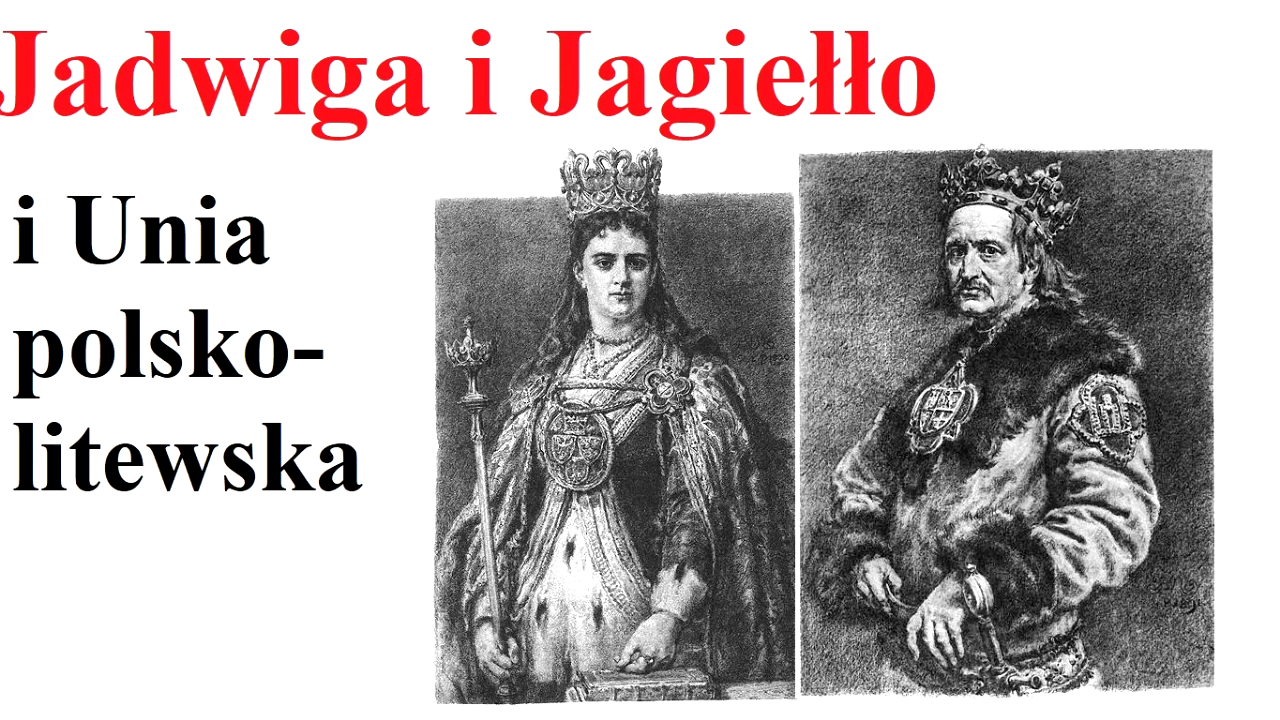 Jadwiga i Jagiełło
i Unia
polsko-
litewska